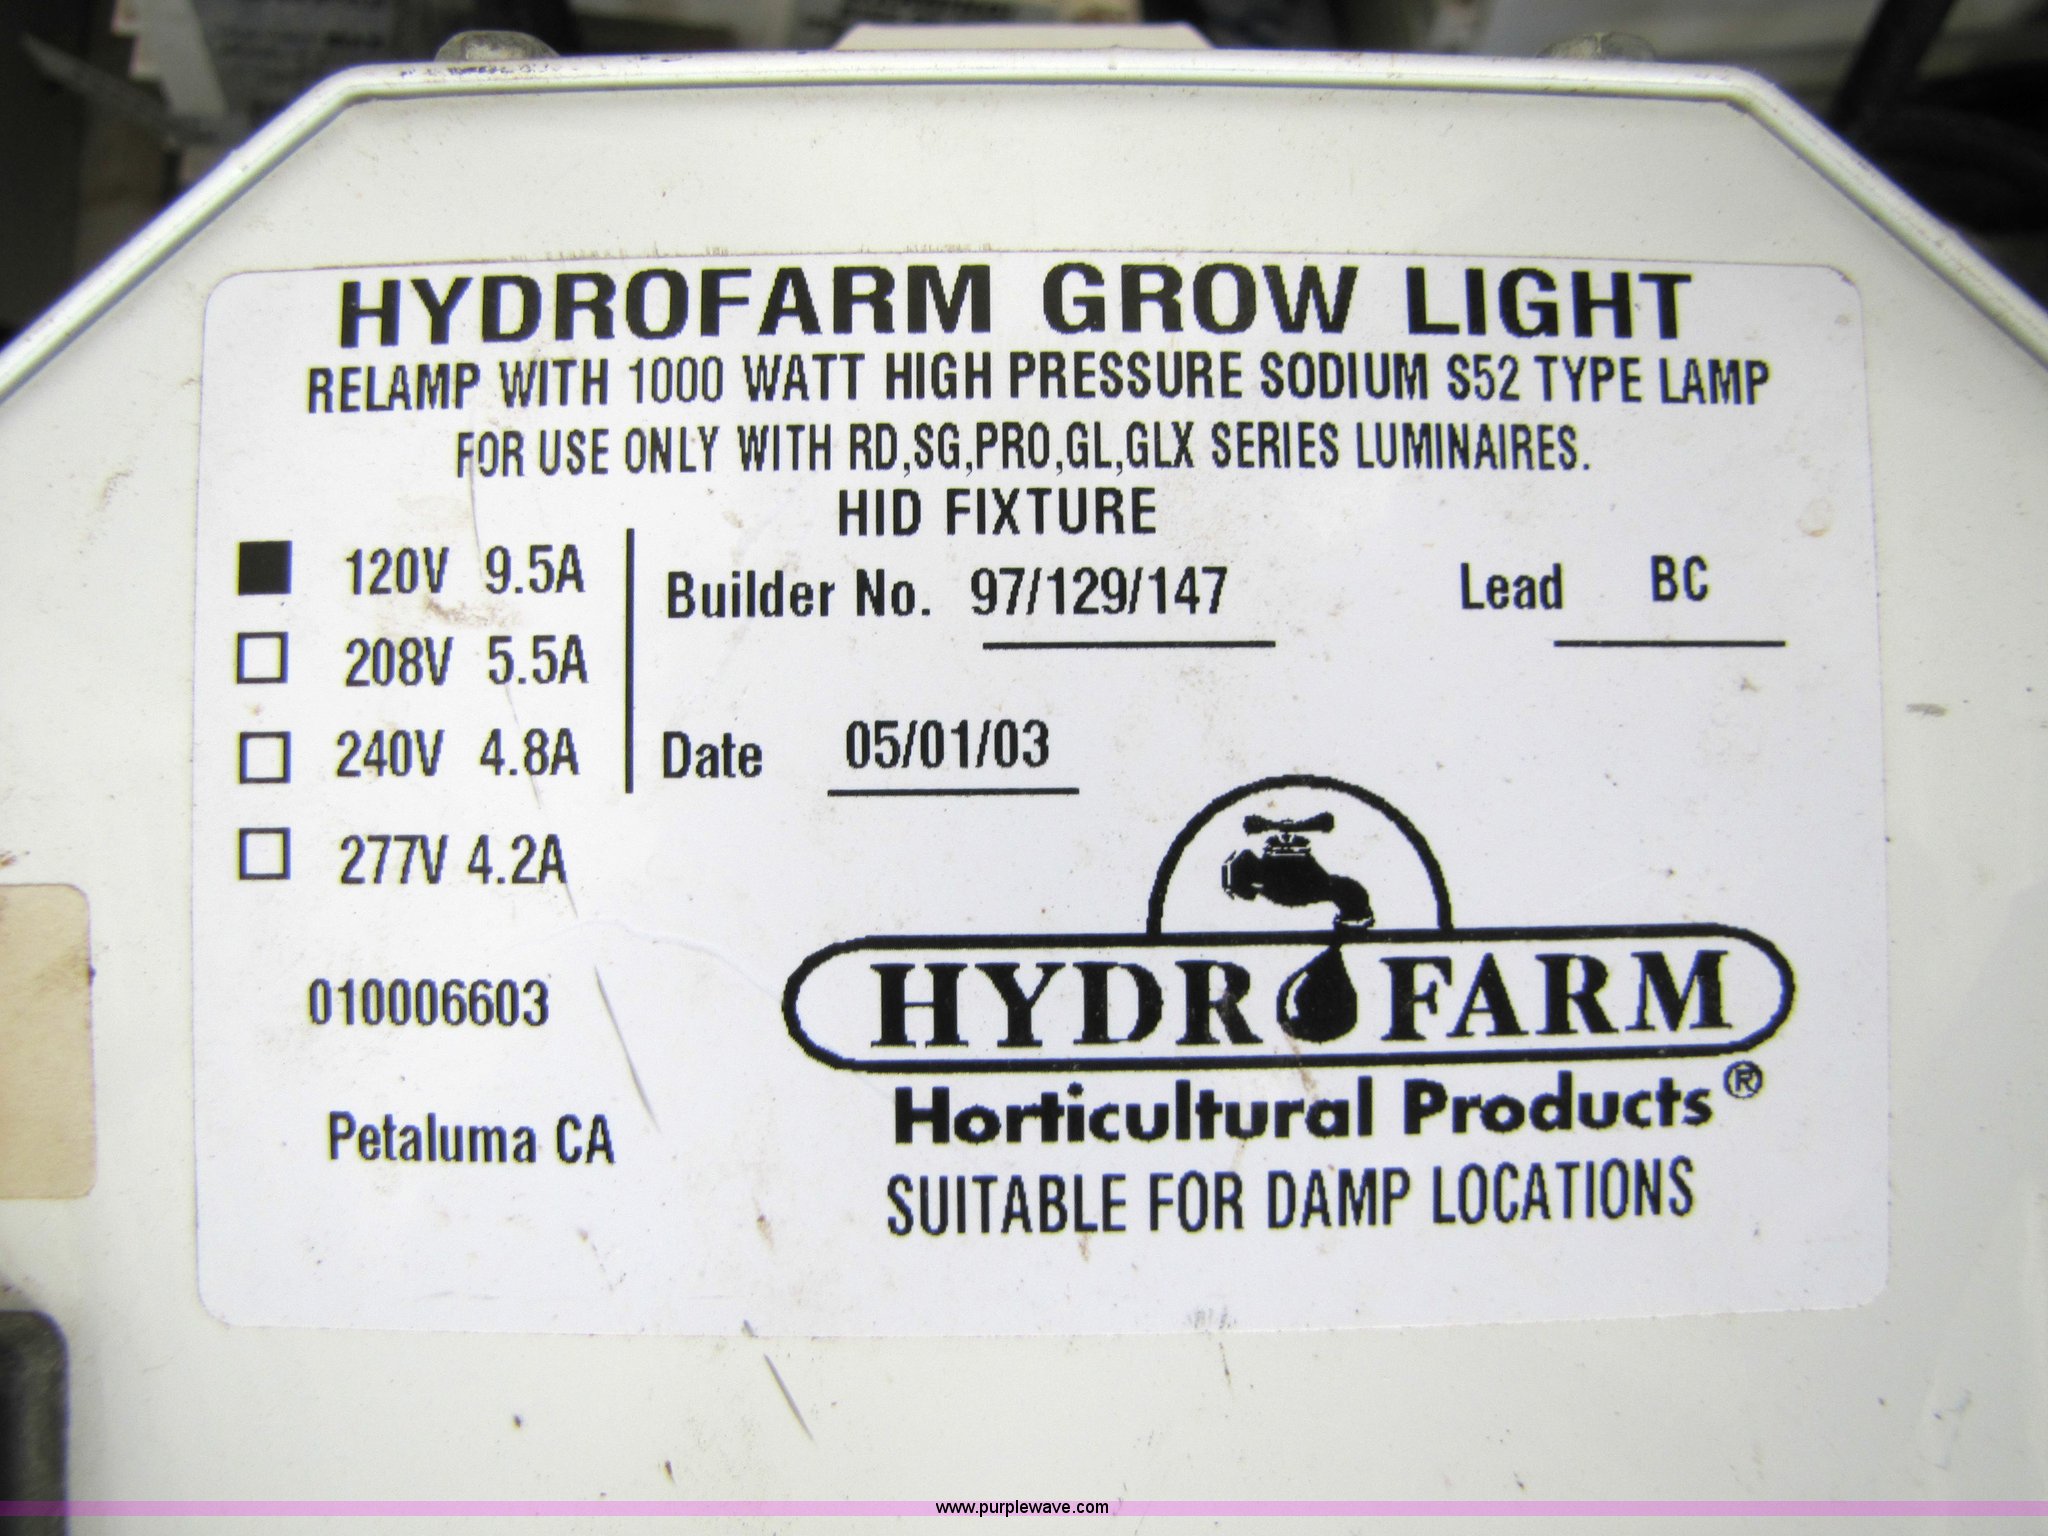 HYDROFARM GROW LIGHT
RELAMP WITH 1000 WATT HIGH PRESSURE SODIUM S52 TYPE LAMP
FOR USE ONLY WITH RD,SG,PRO,GL,GLX SERIES LUMINAIRES.
HID FIXTURE
120V 9.5A
208V 5.5A
240V 4.8A
277V 4.2A
Builder No. 97/129/147 Lead BC
Date 05/01/03
010006603
Petaluma CA
HYDROFARM
Horticultural Products®
SUITABLE FOR DAMP LOCATIONS
www.purplewave.com